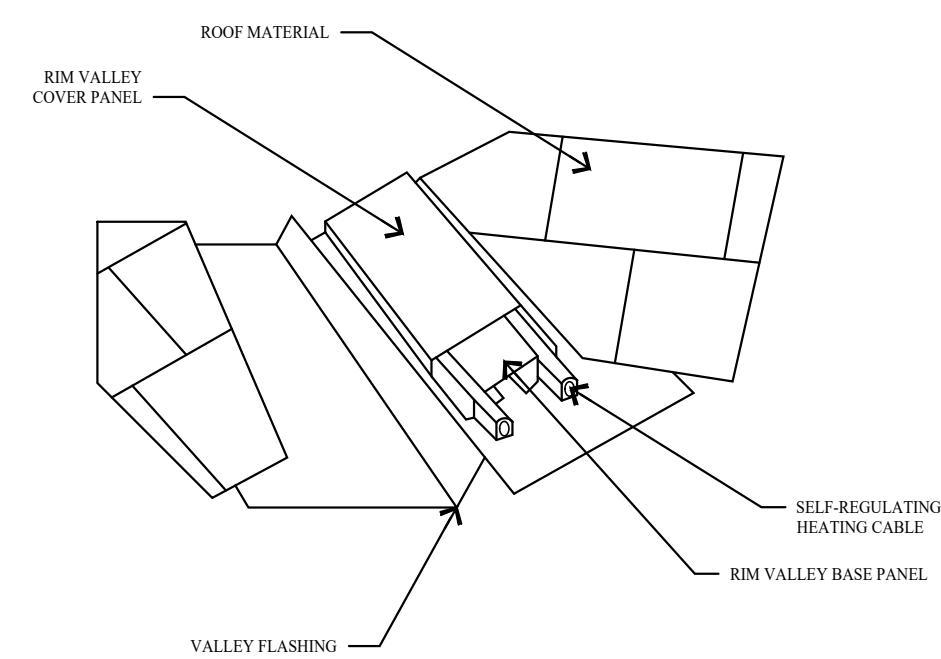 ROOF MATERIAL
RIM VALLEY
COVER PANEL
SELF-REGULATING
HEATING CABLE
RIM VALLEY BASE PANEL
VALLEY FLASHING